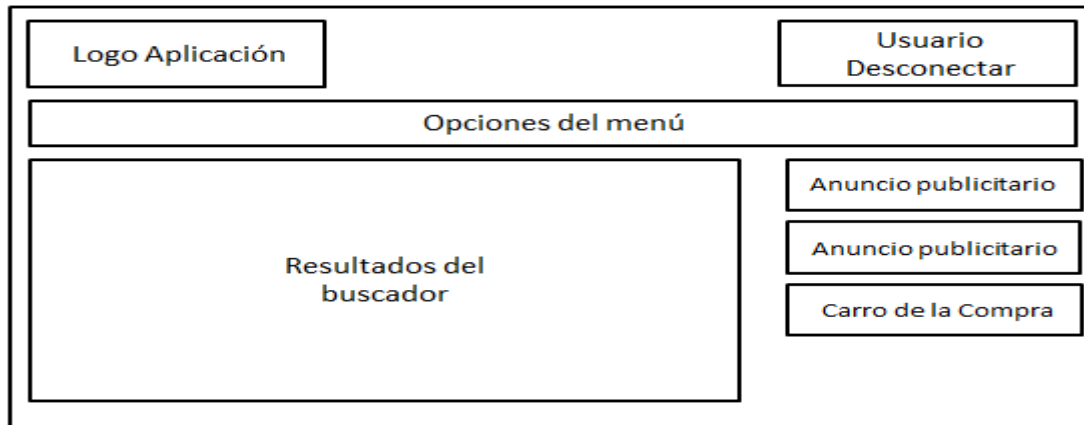 Logo Aplicación
Usuario
Desconectar
Opciones del menú
Resultados del
buscador
Anuncio publicitario
Anuncio publicitario
Carro de la Compra